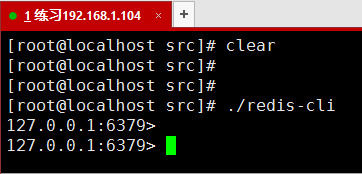 1 练习192.168.1.104 × +
[root@localhost src]# clear
[root@localhost src]#
[root@localhost src]#
[root@localhost src]# ./redis-cli
127.0.0.1:6379>
127.0.0.1:6379>